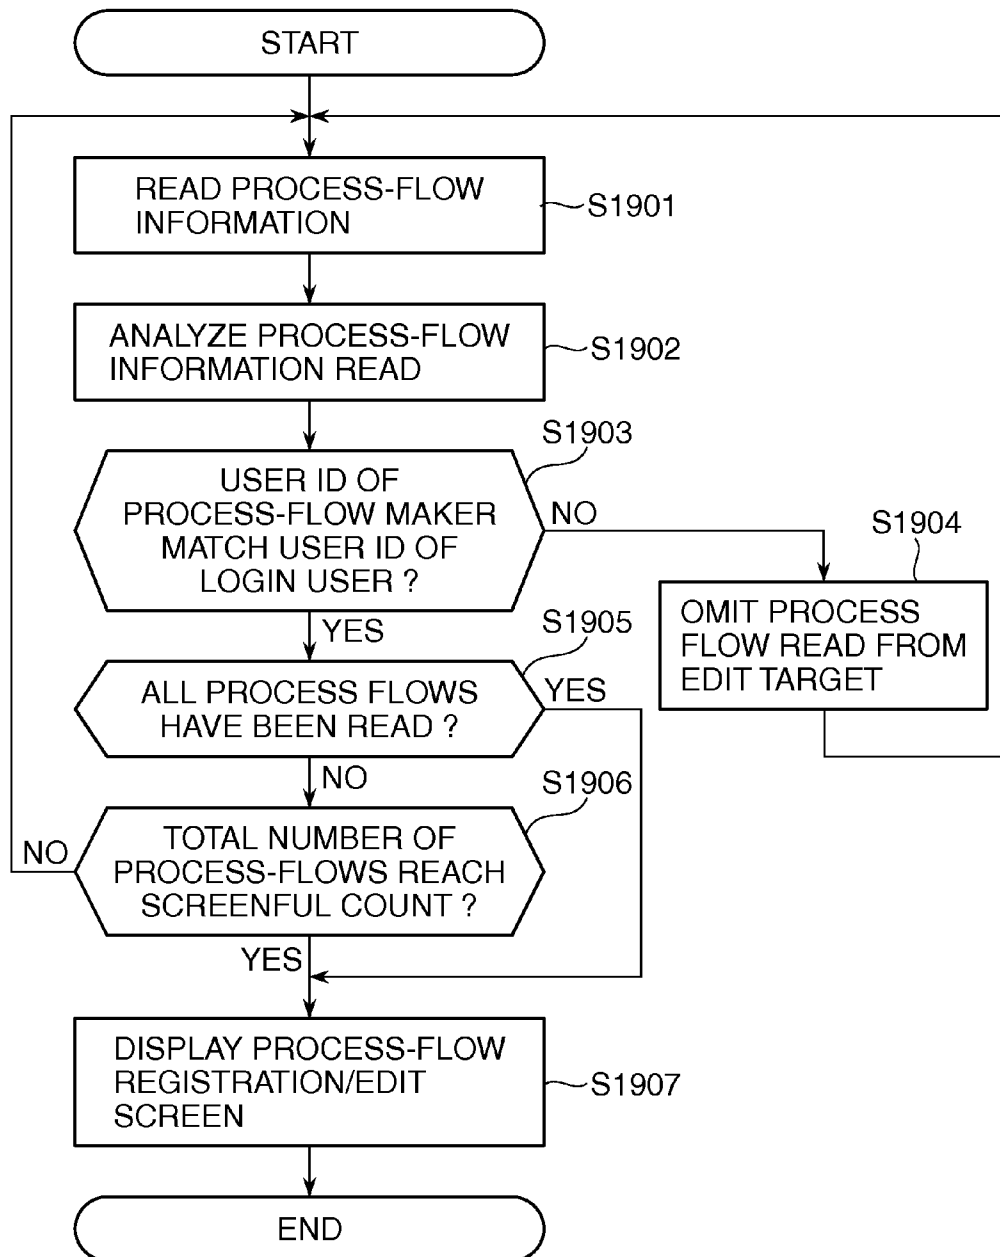 START
READ PROCESS-FLOW
INFORMATION
S1901
ANALYZE PROCESS-FLOW
INFORMATION READ
S1902
S1903
USER ID OF
PROCESS-FLOW MAKER
MATCH USER ID OF
LOGIN USER ?
NO
S1904
OMIT PROCESS
FLOW READ FROM
EDIT TARGET
YES
S1905
ALL PROCESS FLOWS
HAVE BEEN READ ?
YES
NO
S1906
TOTAL NUMBER OF
PROCESS-FLOWS REACH
SCREENFUL COUNT ?
NO
YES
DISPLAY PROCESS-FLOW
REGISTRATION/EDIT
SCREEN
S1907
END